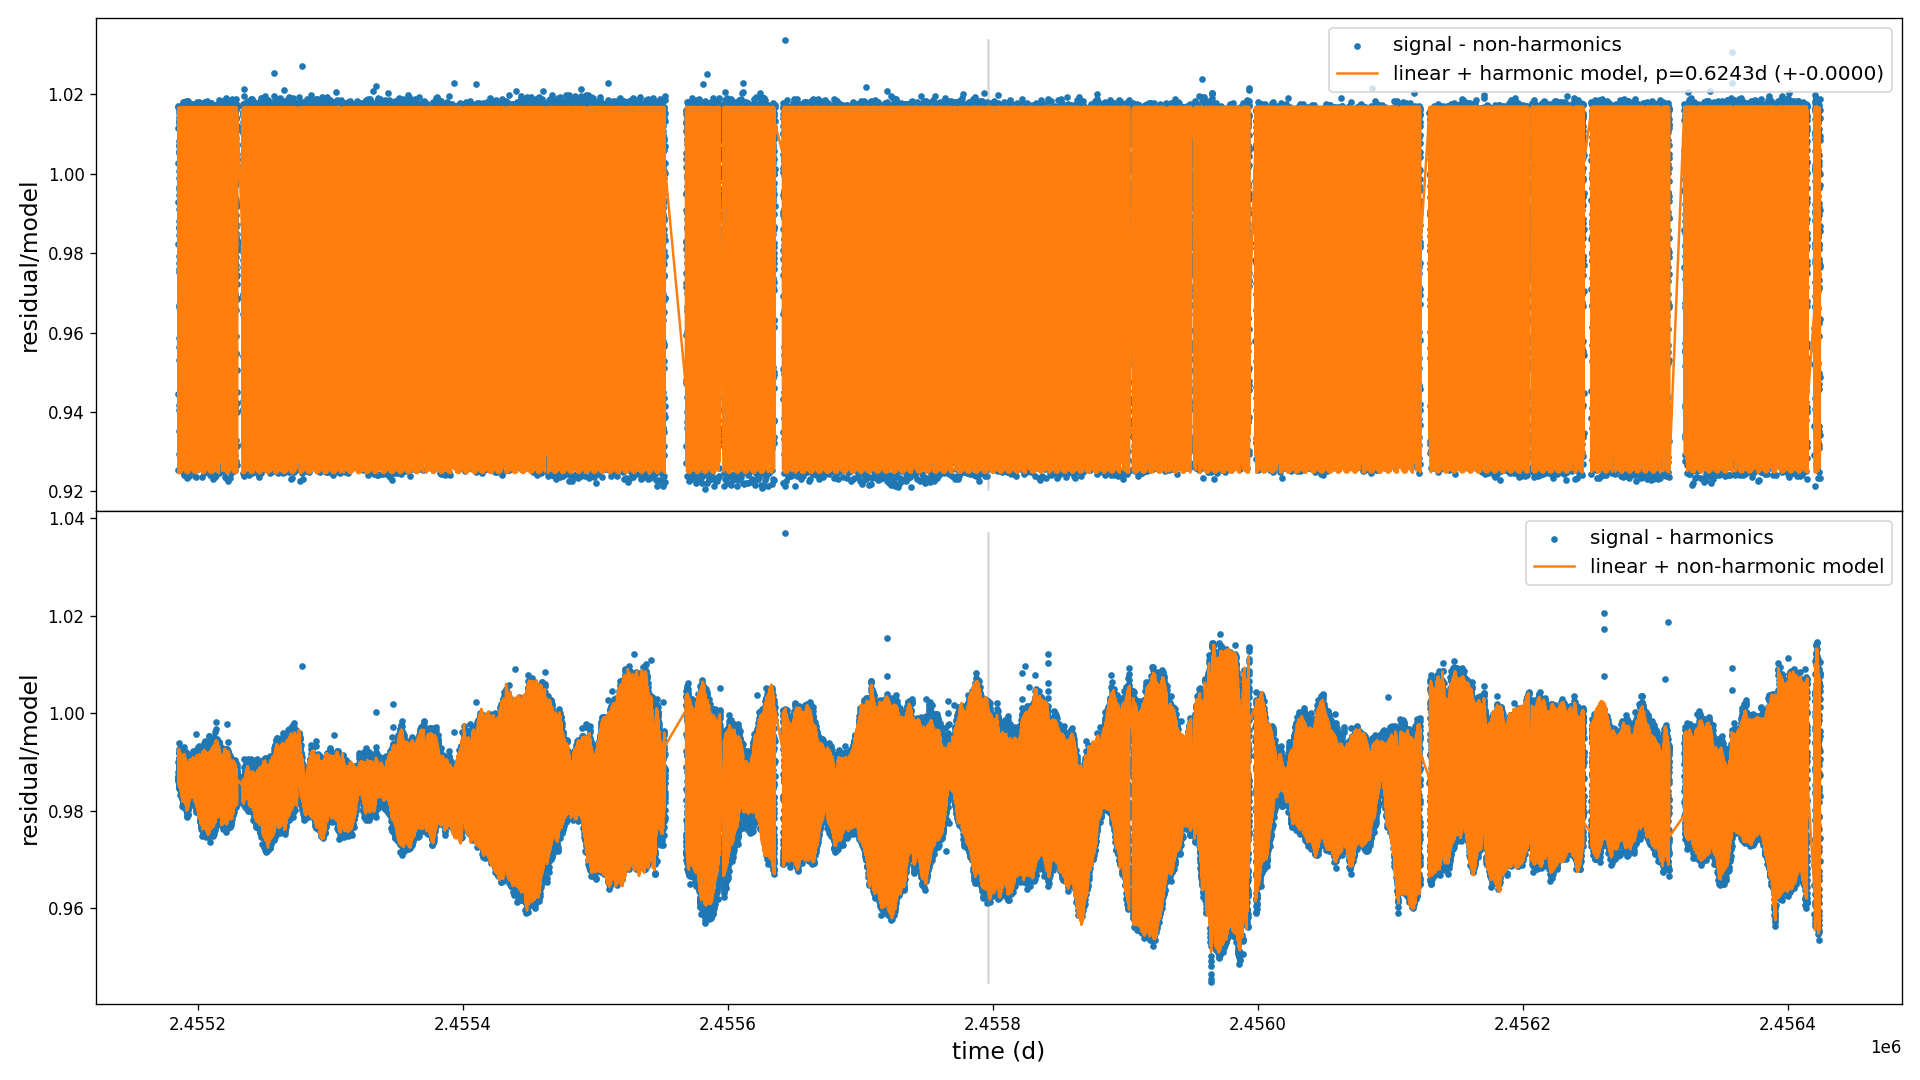 signal - non-harmonics
linear + harmonic model, p=0.6243d (+-0.0000)
1.02
1.00
0.98
0.96
0.94
0.92
residual/model
signal - harmonics
linear + non-harmonic model
1.04
1.02
1.00
0.98
0.96
residual/model
2.4552 2.4554 2.4556 2.4558 2.4560 2.4562 2.4564
1e6
time (d)